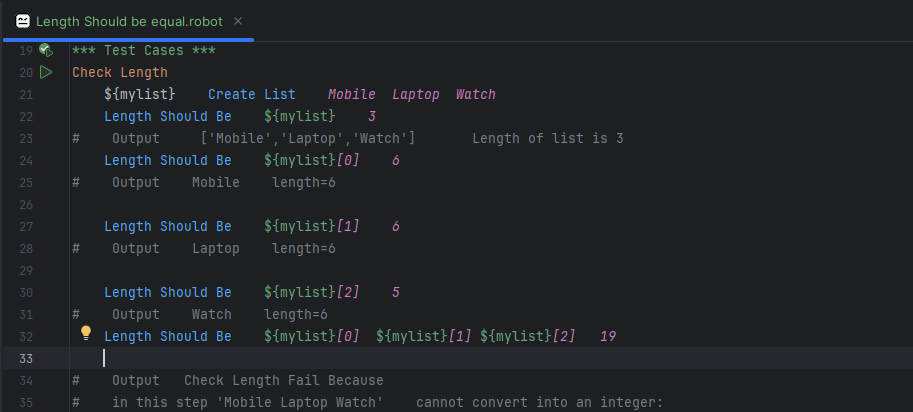 Length Should be equal.robot ×
19 *** Test Cases ***
20 Check Length
21 ${mylist} Create List Mobile Laptop Watch
22 Length Should Be ${mylist} 3
23 # Output ['Mobile','Laptop','Watch'] Length of list is 3
24 Length Should Be ${mylist}[0] 6
25 # Output Mobile length=6
26
27 Length Should Be ${mylist}[1] 6
28 # Output Laptop length=6
29
30 Length Should Be ${mylist}[2] 5
31 # Output Watch length=6
32 Length Should Be ${mylist}[0] ${mylist}[1] ${mylist}[2] 19
33
34 # Output Check Length Fail Because
35 # in this step 'Mobile Laptop Watch' cannot convert into an integer: